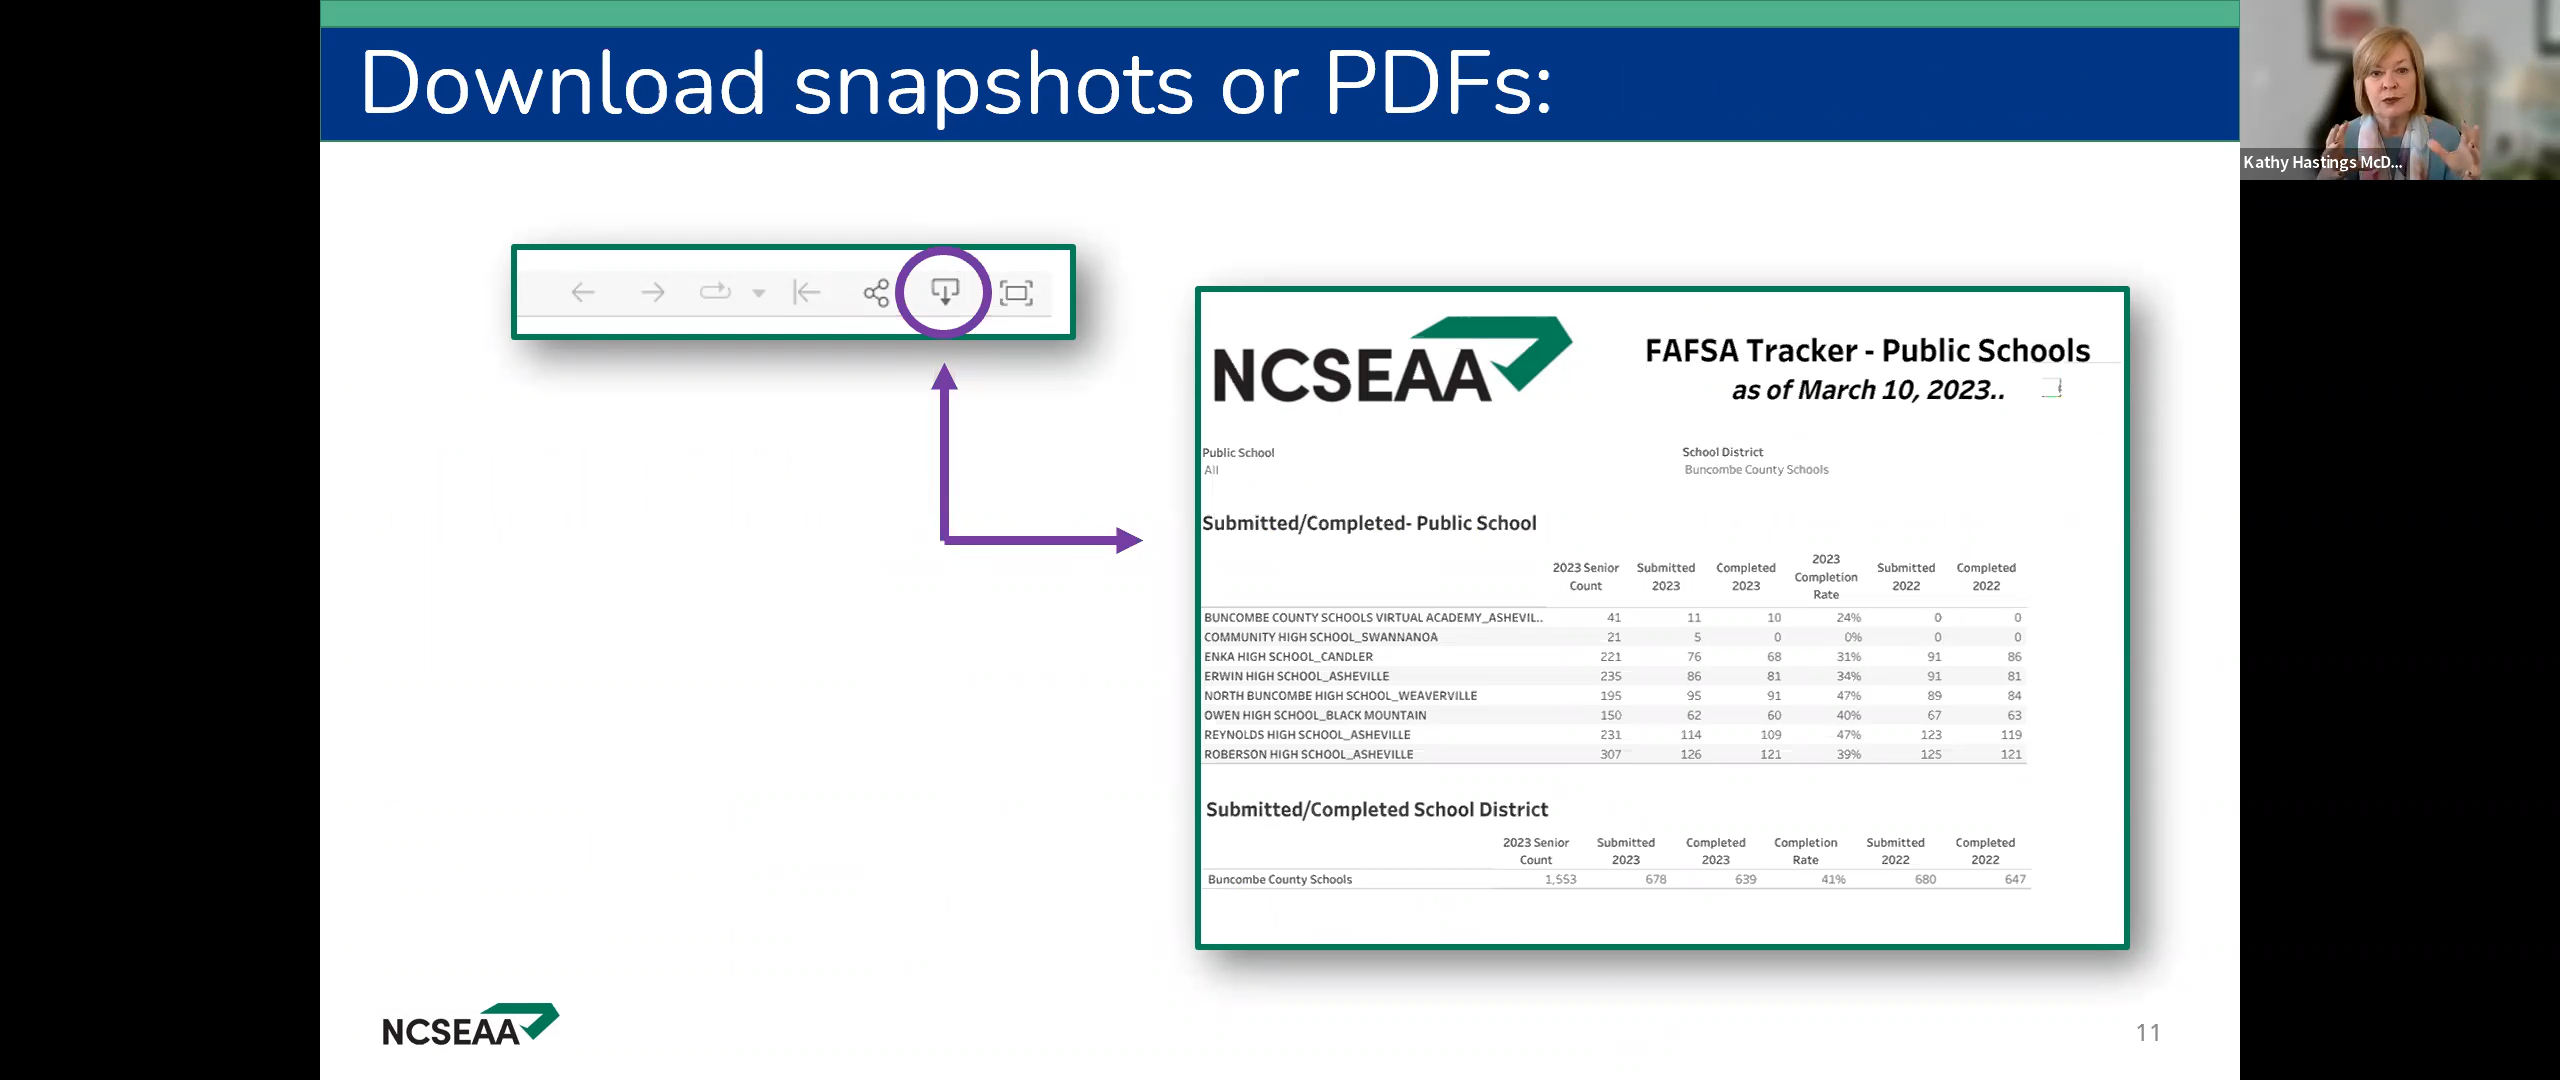 Download snapshots or PDFs:
Kathy Hastings McD...
NCSEAA
FAFSA Tracker - Public Schools
as of March 10, 2023..
Public School
All
School District
Buncombe County Schools
Submitted/Completed- Public School
2023 Senior Count Submitted 2023 Completed 2023 2023 Completion Rate Submitted 2022 Completed 2022
BUNCOMBE COUNTY SCHOOLS VIRTUAL ACADEMY_ASHEVIL.. 41 11 10 24% 0 0
COMMUNITY HIGH SCHOOL_SWANNANOA 21 5 0 0% 0 0
ENKA HIGH SCHOOL_CANDLER 221 76 68 31% 91 86
ERWIN HIGH SCHOOL_ASHEVILLE 235 86 81 34% 91 81
NORTH BUNCOMBE HIGH SCHOOL_WEAVERVILLE 195 95 91 47% 89 84
OWEN HIGH SCHOOL_BLACK MOUNTAIN 150 62 60 40% 67 63
REYNOLDS HIGH SCHOOL_ASHEVILLE 231 114 109 47% 123 119
ROBERSON HIGH SCHOOL_ASHEVILLE 307 126 121 39% 125 121
Submitted/Completed School District
2023 Senior Count Submitted 2023 Completed 2023 Completion Rate Submitted 2022 Completed 2022
Buncombe County Schools 1,553 678 639 41% 680 647
NCSEAA
11